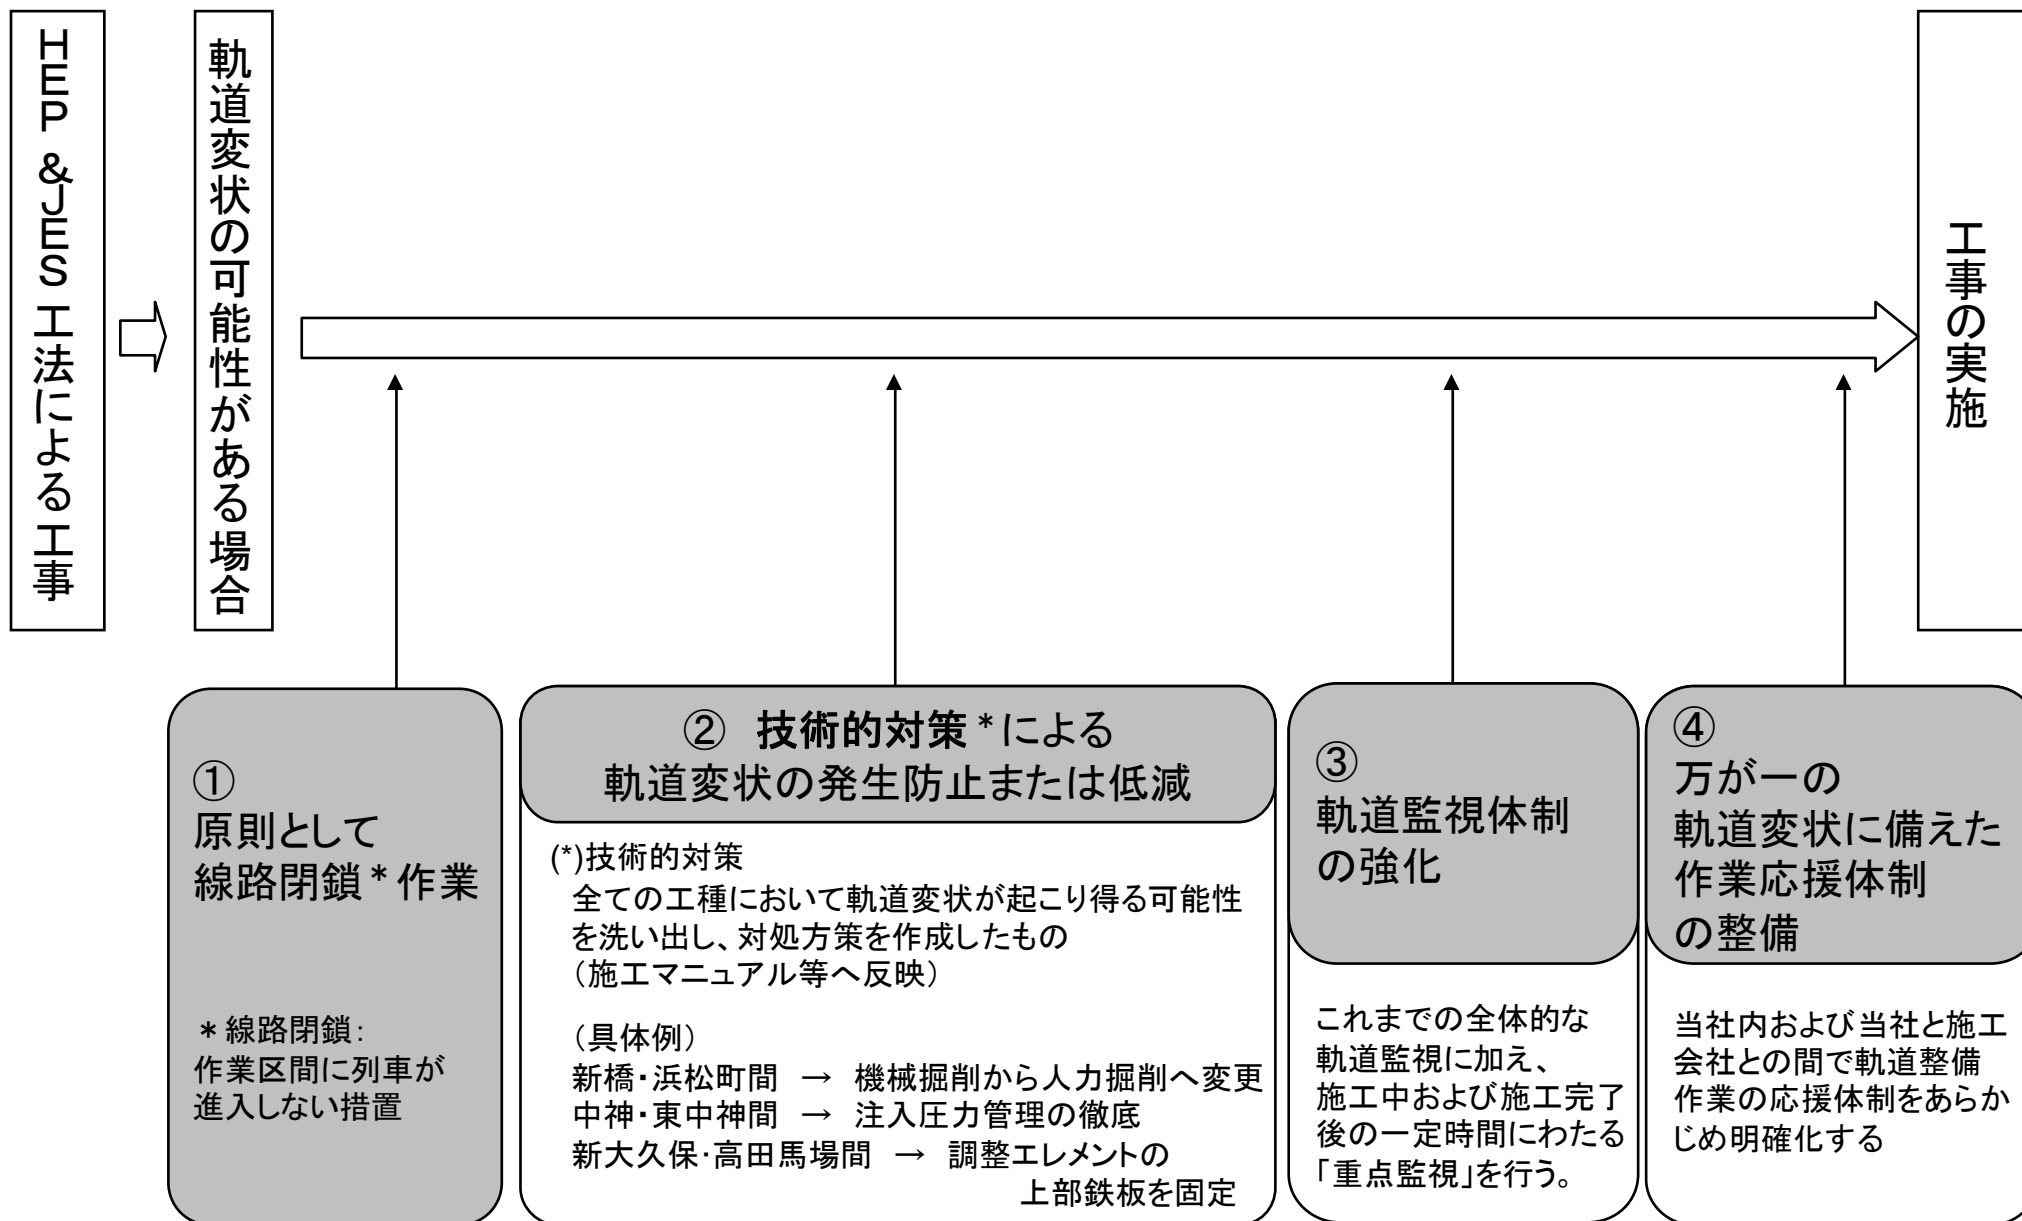 HEP&JES工法による工事
軌道変状の可能性がある場合
工事の実施
①
原則として
線路閉鎖*作業
*線路閉鎖:
作業区間に列車が
進入しない措置
② 技術的対策*による
軌道変状の発生防止または低減
(*)技術的対策
全ての工種において軌道変状が起こり得る可能性
を洗い出し、対処方策を作成したもの
(施工マニュアル等へ反映)
(具体例)
新橋・浜松町間 → 機械掘削から人力掘削へ変更
中神・東中神間 → 注入圧力管理の徹底
新大久保・高田馬場間 → 調整エレメントの
上部鉄板を固定
③
軌道監視体制
の強化
これまでの全体的な
軌道監視に加え、
施工中および施工完了
後の一定時間にわたる
「重点監視」を行う。
④
万が一の
軌道変状に備えた
作業応援体制
の整備
当社内および当社と施工
会社との間で軌道整備
作業の応援体制をあらか
じめ明確化する